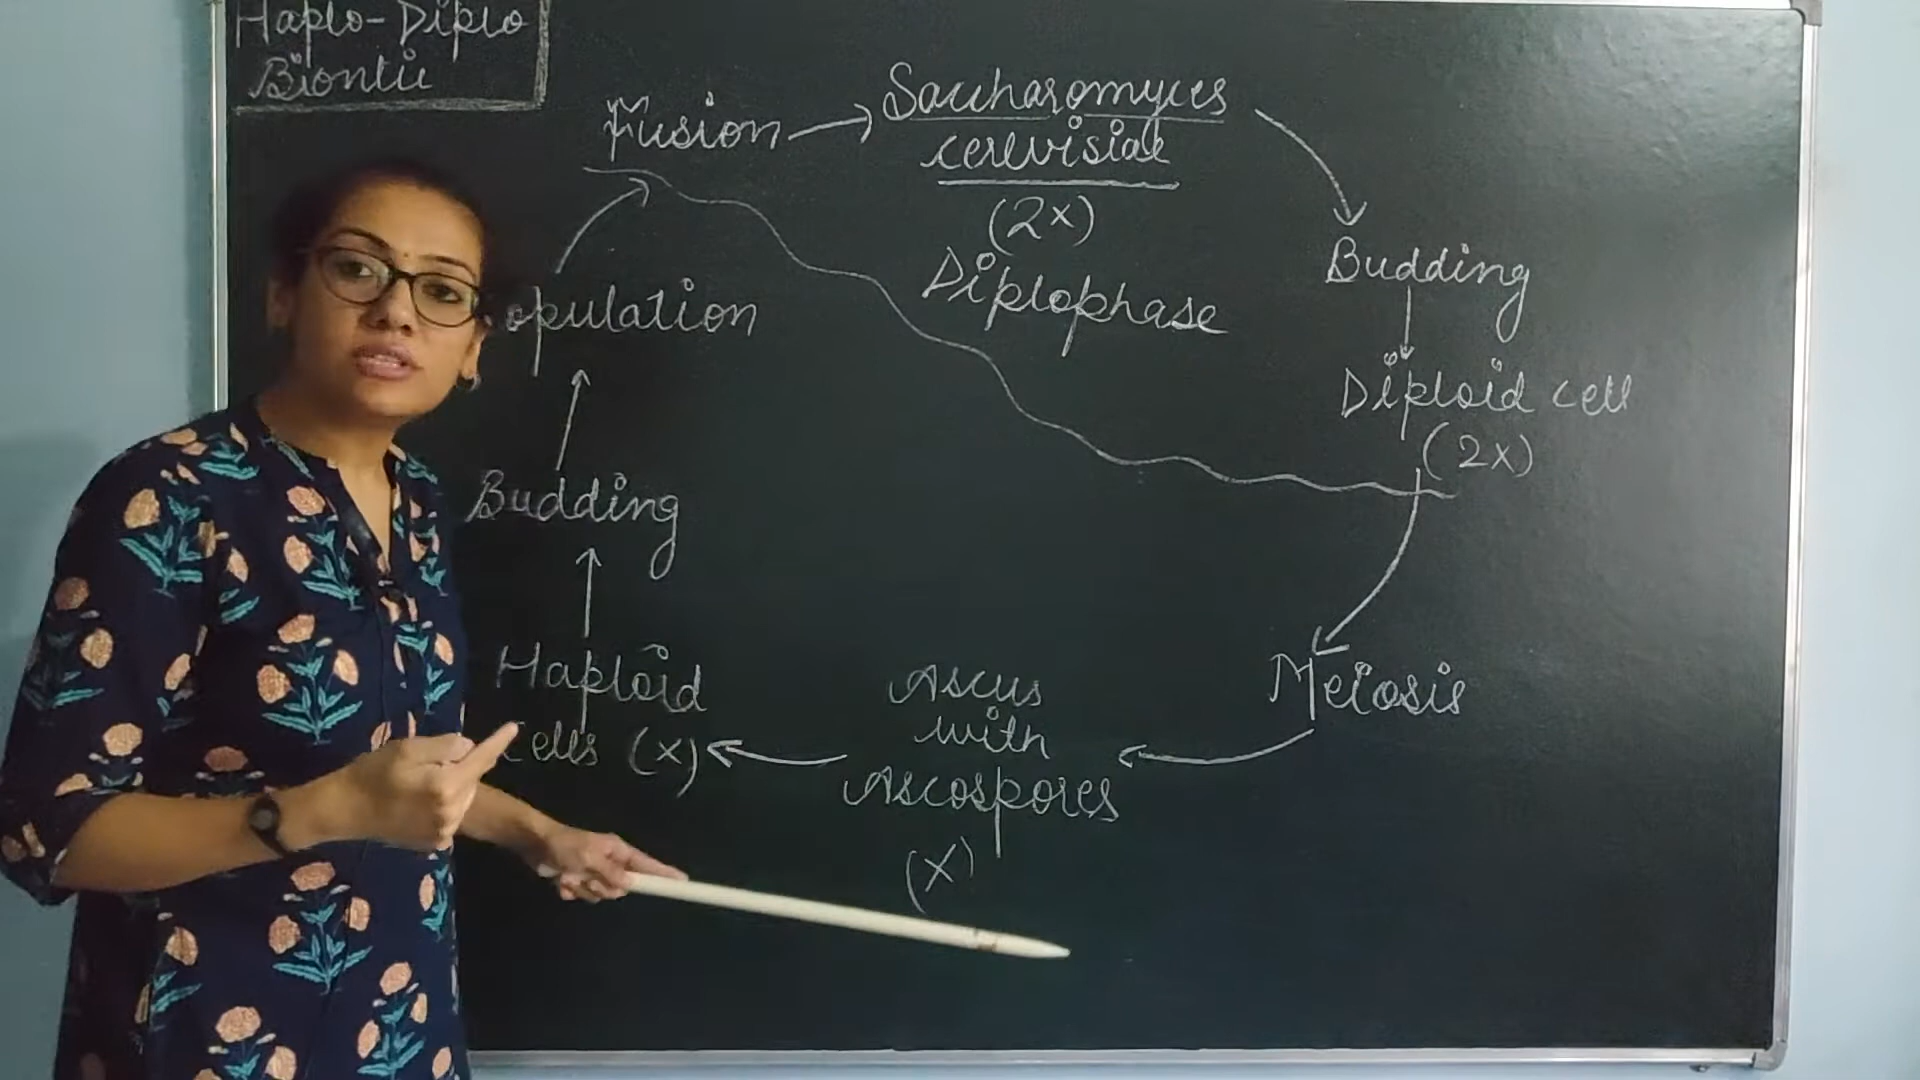 Haplo-Diplo
Biontic
Fusion
Saccharomyces
cerevisiae
(2x)
Diplophase
Budding
Diploid cell
(2x)
Meiosis
Ascus
with
Ascospores
(x)
Haploid
Cells (x)
Budding
opulation